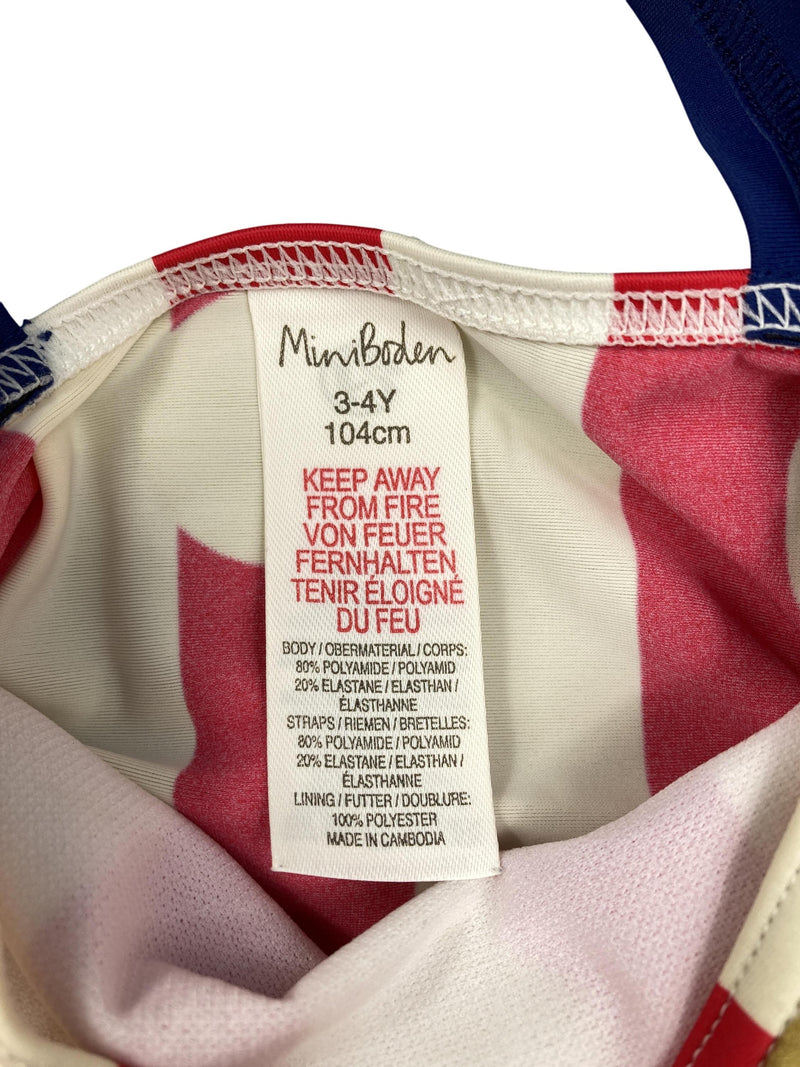 MiniBoden
3-4Y
104cm
KEEP AWAY
FROM FIRE
VON FEUER
FERNHALTEN
TENIR ÉLOIGNÉ
DU FEU
BODY / OBERMATERIAL / CORPS:
80% POLYAMIDE / POLYAMID
20% ELASTANE / ELASTHAN /
ÉLASTHANNE
STRAPS / RIEMEN / BRETELLES:
80% POLYAMIDE / POLYAMID
20% ELASTANE / ELASTHAN /
ÉLASTHANNE
LINING / FUTTER / DOUBLURE:
100% POLYESTER
MADE IN CAMBODIA